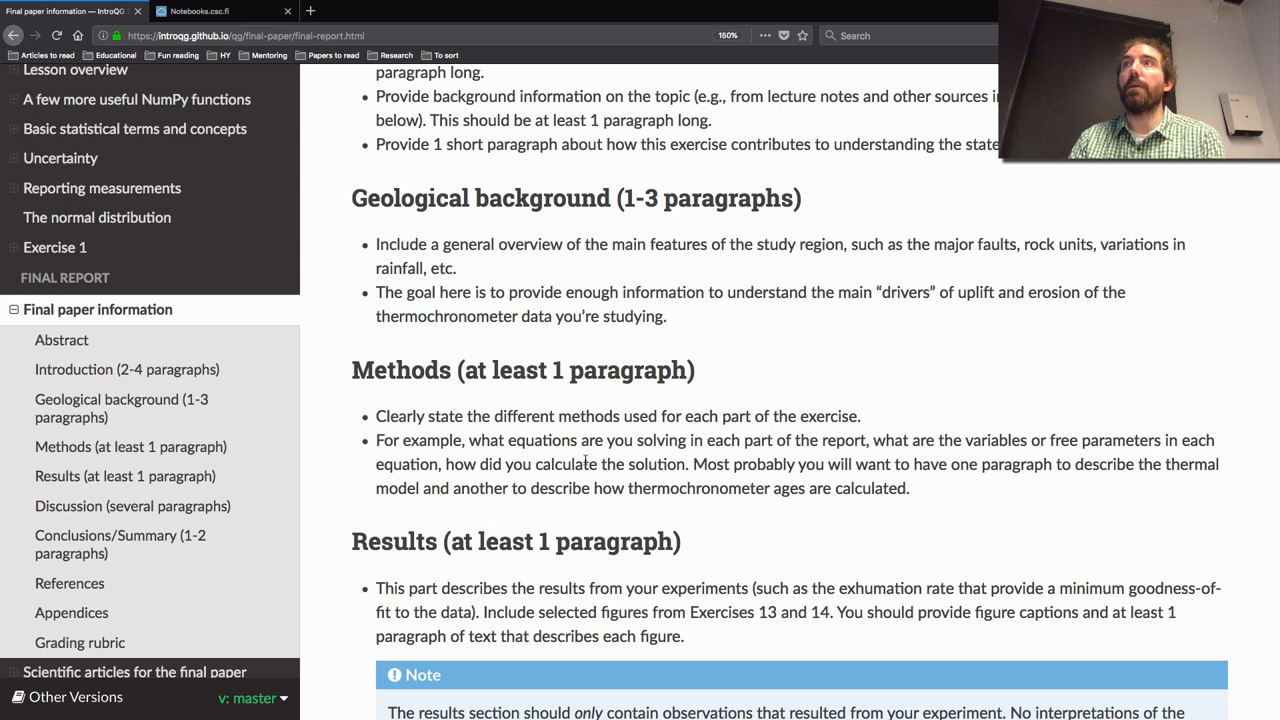 Final paper information — IntroQG
Notebooks.csc.fi
https://introqg.github.io/qg/final-paper/final-report.html
150%
Search
Articles to read
Educational
Fun reading
HY
Mentoring
Papers to read
Research
To sort
Lesson overview
A few more useful NumPy functions
Basic statistical terms and concepts
Uncertainty
Reporting measurements
The normal distribution
Exercise 1
FINAL REPORT
Final paper information
Abstract
Introduction (2-4 paragraphs)
Geological background (1-3
paragraphs)
Methods (at least 1 paragraph)
Results (at least 1 paragraph)
Discussion (several paragraphs)
Conclusions/Summary (1-2
paragraphs)
References
Appendices
Grading rubric
Scientific articles for the final paper
Other Versions
v: master
paragraph long.
• Provide background information on the topic (e.g., from lecture notes and other sources
below). This should be at least 1 paragraph long.
• Provide 1 short paragraph about how this exercise contributes to understanding the state
Geological background (1-3 paragraphs)
• Include a general overview of the main features of the study region, such as the major faults, rock units, variations in
rainfall, etc.
• The goal here is to provide enough information to understand the main “drivers” of uplift and erosion of the
thermochronometer data you’re studying.
Methods (at least 1 paragraph)
• Clearly state the different methods used for each part of the exercise.
• For example, what equations are you solving in each part of the report, what are the variables or free parameters in each
equation, how did you calculate the solution. Most probably you will want to have one paragraph to describe the thermal
model and another to describe how thermochronometer ages are calculated.
Results (at least 1 paragraph)
• This part describes the results from your experiments (such as the exhumation rate that provide a minimum goodness-of-
fit to the data). Include selected figures from Exercises 13 and 14. You should provide figure captions and at least 1
paragraph of text that describes each figure.
Note
The results section should only contain observations that resulted from your experiment. No interpretations of the